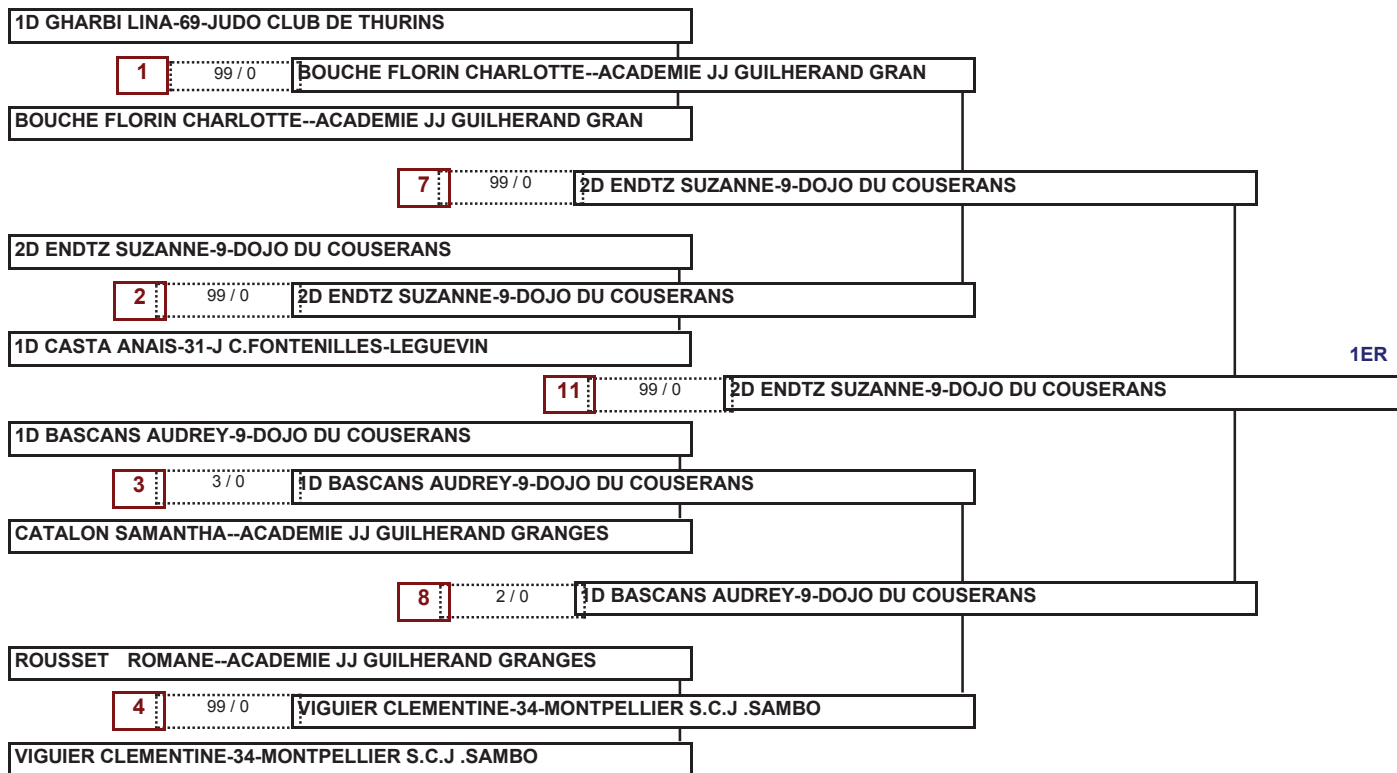 1D GHARBI LINA-69-JUDO CLUB DE THURINS
1 99 / 0 BOUCHE FLORIN CHARLOTTE--ACADEMIE JJ GUILHERAND GRAN
BOUCHE FLORIN CHARLOTTE--ACADEMIE JJ GUILHERAND GRAN
7 99 / 0 2D ENDTZ SUZANNE-9-DOJO DU COUSERANS
2D ENDTZ SUZANNE-9-DOJO DU COUSERANS
2 99 / 0 2D ENDTZ SUZANNE-9-DOJO DU COUSERANS
1D CASTA ANAIS-31-J C.FONTENILLES-LEGUEVIN
1ER
11 99 / 0 2D ENDTZ SUZANNE-9-DOJO DU COUSERANS
1D BASCANS AUDREY-9-DOJO DU COUSERANS
3 3 / 0 1D BASCANS AUDREY-9-DOJO DU COUSERANS
CATALON SAMANTHA--ACADEMIE JJ GUILHERAND GRANGES
8 2 / 0 1D BASCANS AUDREY-9-DOJO DU COUSERANS
ROUSSET ROMANE--ACADEMIE JJ GUILHERAND GRANGES
4 99 / 0 VIGUIER CLEMENTINE-34-MONTPELLIER S.C.J .SAMBO
VIGUIER CLEMENTINE-34-MONTPELLIER S.C.J .SAMBO